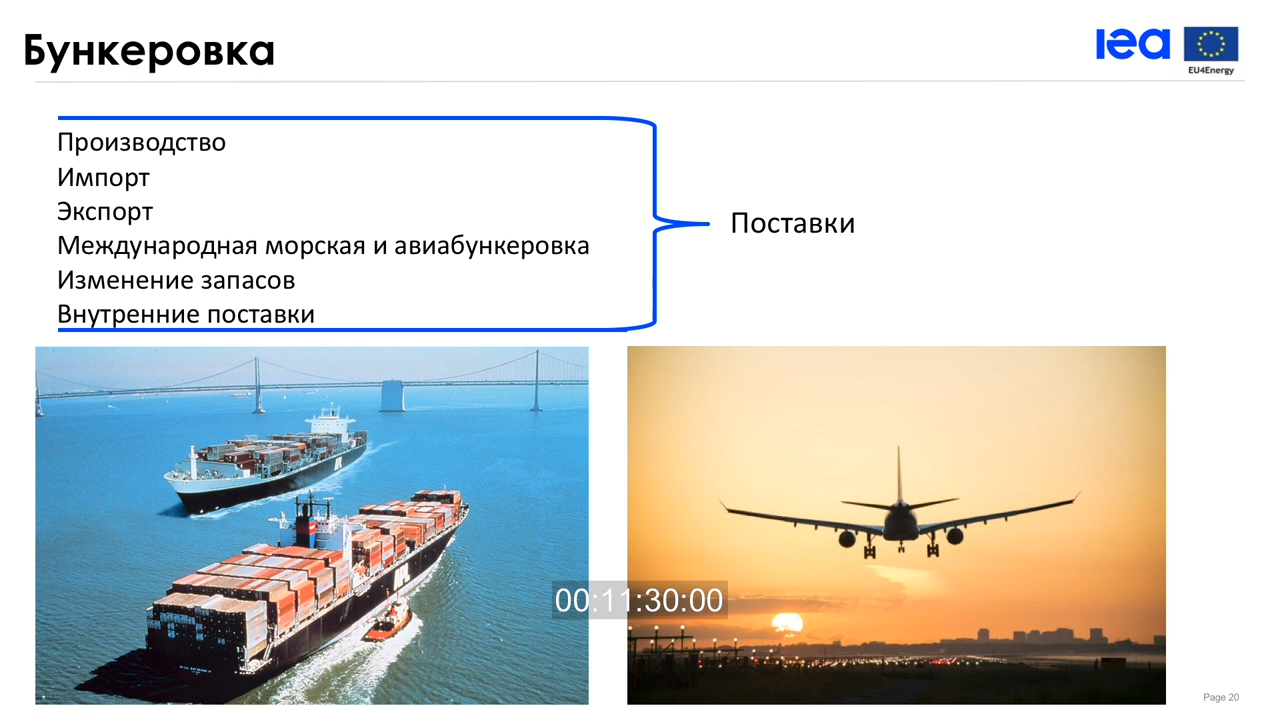 Бункеровка
iea
EU4Energy
Производство
Импорт
Экспорт
Международная морская и авиабункеровка
Изменение запасов
Внутренние поставки
Поставки
APL
00:11:30:00
Page 20